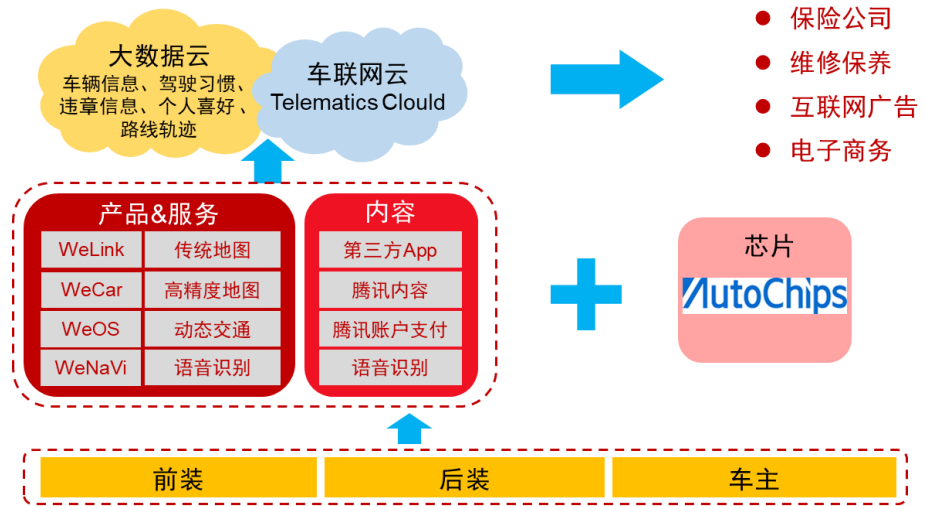 大数据云
车辆信息、驾驶习惯、
违章信息、个人喜好、
路线轨迹
车联网云
Telematics Clould
保险公司
维修保养
互联网广告
电子商务
产品&服务
WeLink 传统地图
WeCar 高精度地图
WeOS 动态交通
WeNaVi 语音识别
内容
第三方App
腾讯内容
腾讯账户支付
语音识别
芯片
AutoChips
前装 后装 车主